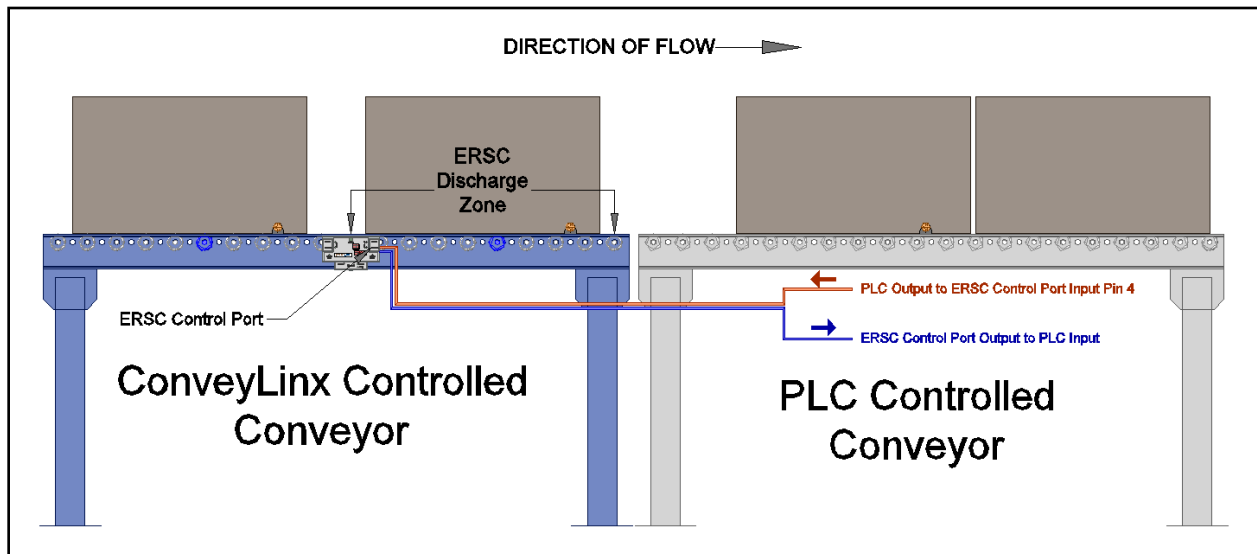 DIRECTION OF FLOW
ERSC
Discharge
Zone
PLC Output to ERSC Control Port Input Pin 4
ERSC Control Port
ERSC Control Port Output to PLC Input
ConveyLinx Controlled
Conveyor
PLC Controlled
Conveyor